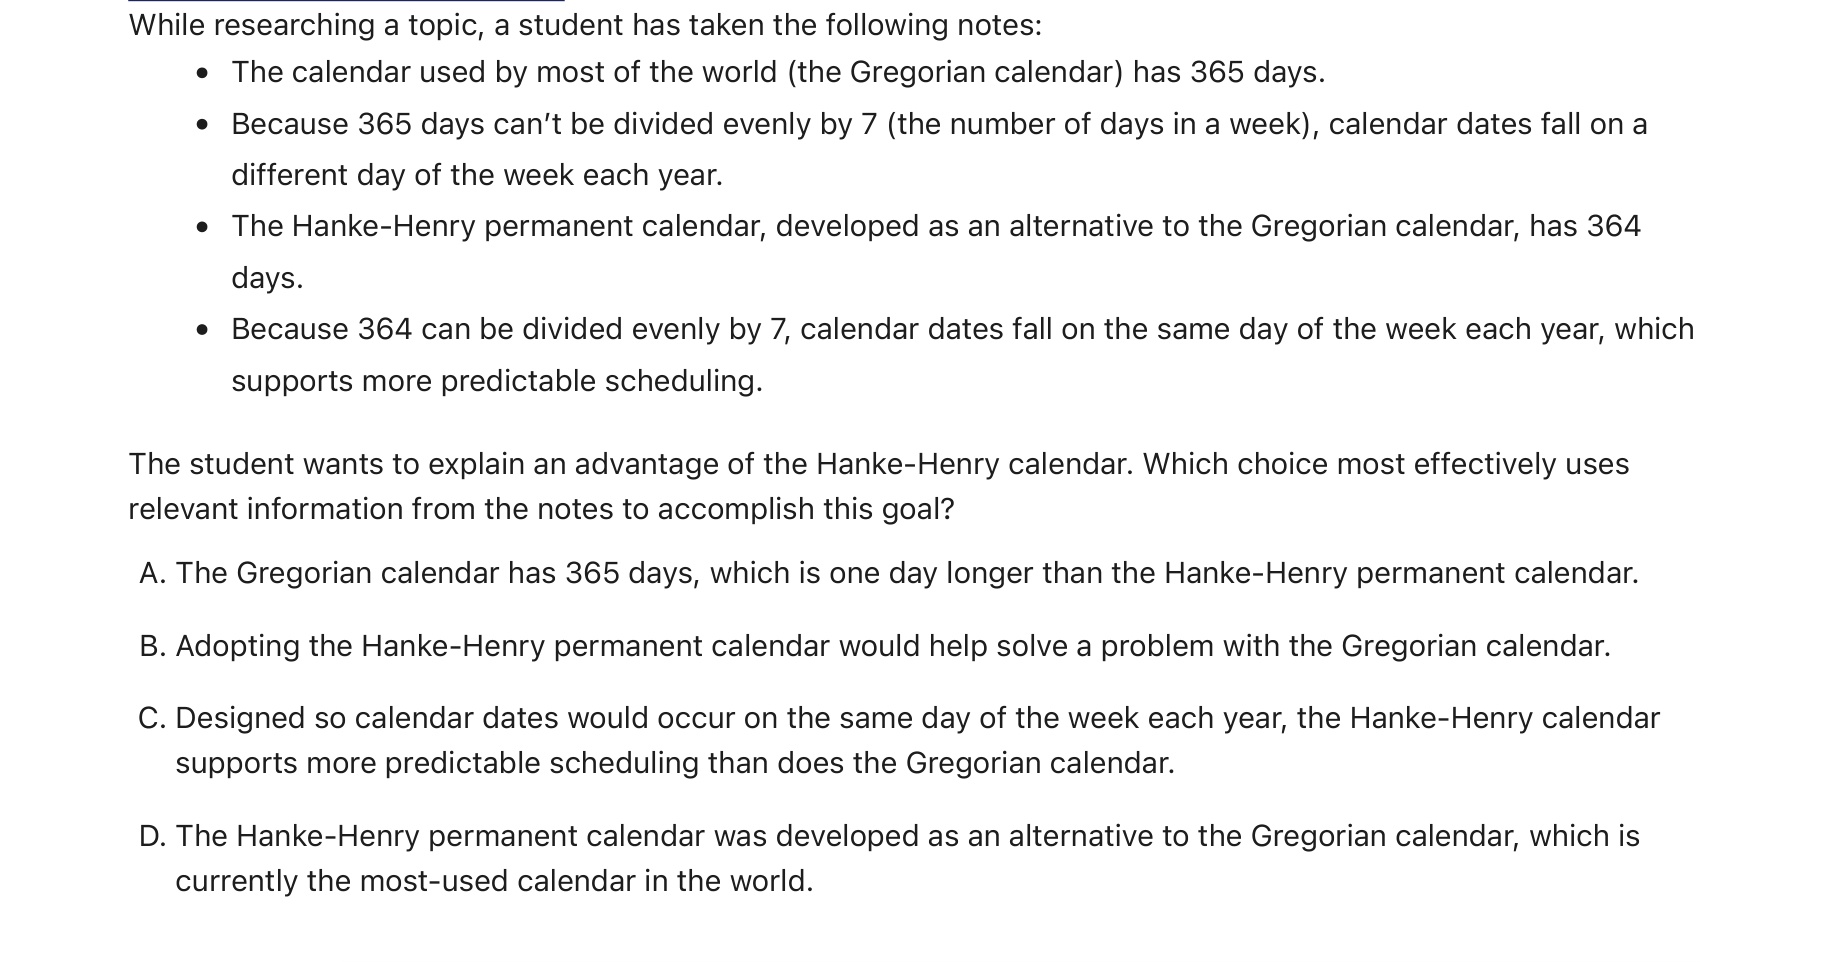 While researching a topic, a student has taken the following notes:
• The calendar used by most of the world (the Gregorian calendar) has 365 days.
• Because 365 days can’t be divided evenly by 7 (the number of days in a week), calendar dates fall on a
different day of the week each year.
• The Hanke-Henry permanent calendar, developed as an alternative to the Gregorian calendar, has 364
days.
• Because 364 can be divided evenly by 7, calendar dates fall on the same day of the week each year, which
supports more predictable scheduling.
The student wants to explain an advantage of the Hanke-Henry calendar. Which choice most effectively uses
relevant information from the notes to accomplish this goal?
A. The Gregorian calendar has 365 days, which is one day longer than the Hanke-Henry permanent calendar.
B. Adopting the Hanke-Henry permanent calendar would help solve a problem with the Gregorian calendar.
C. Designed so calendar dates would occur on the same day of the week each year, the Hanke-Henry calendar
supports more predictable scheduling than does the Gregorian calendar.
D. The Hanke-Henry permanent calendar was developed as an alternative to the Gregorian calendar, which is
currently the most-used calendar in the world.